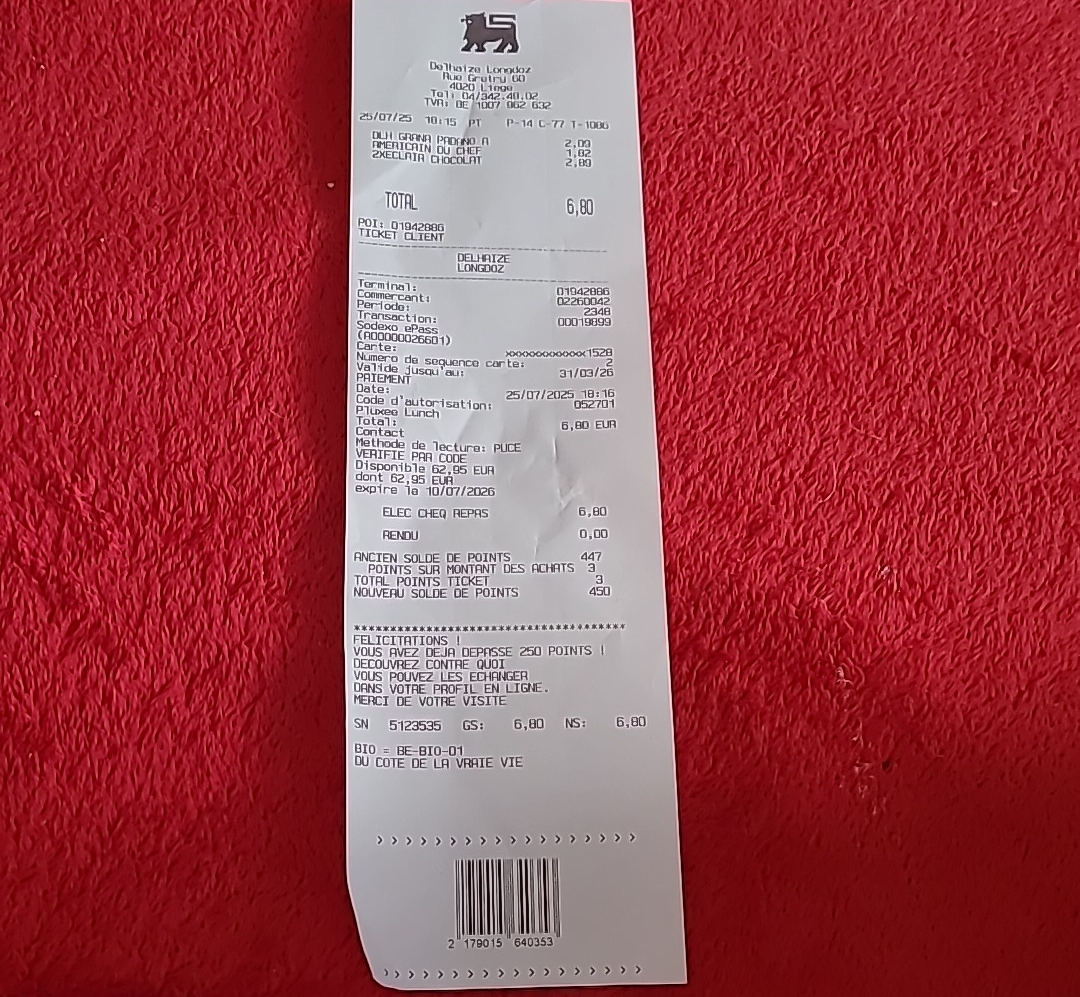 Delhaize Longdoz
Rue Gretry 60
4020 Liege
Tel: 04/342.40.02
TVA: BE 1007 062 632
25/07/25 18:15 PT P-14 C-77 T-1006
DLH GRANA PADANO A 2,09
AMERICAIN DU CHEF 1,82
2XECLAIR CHOCOLAT 2,89
TOTAL 6,80
POI: 01942886
TICKET CLIENT
DELHAIZE
LONGDOZ
Terminal: 01942886
Commercant: 02260042
Periode: 2348
Transaction: 00019899
Sodexo ePass
(A00000026601)
Carte: xxxxxxxxxxxx1528
Numero de sequence carte: 2
Valide jusqu'au: 31/03/26
PAIEMENT
Date: 25/07/2025 18:16
Code d'autorisation: 052701
Pluxee Lunch
Total: 6,80 EUR
Contact
Methode de lecture: PUCE
VERIFIE PAR CODE
Disponible 62,95 EUR
dont 62,95 EUR
expire le 10/07/2026
ELEC CHEQ REPAS 6,80
RENDU 0,00
ANCIEN SOLDE DE POINTS 447
POINTS SUR MONTANT DES ACHATS 3
TOTAL POINTS TICKET 3
NOUVEAU SOLDE DE POINTS 450
***************************************
FELICITATIONS !
VOUS AVEZ DEJA DEPASSE 250 POINTS !
DECOUVREZ CONTRE QUOI
VOUS POUVEZ LES ECHANGER
DANS VOTRE PROFIL EN LIGNE.
MERCI DE VOTRE VISITE
SN 5123535 GS: 6,80 NS: 6,80
BIO = BE-BIO-01
DU COTE DE LA VRAIE VIE
2 179015 640353